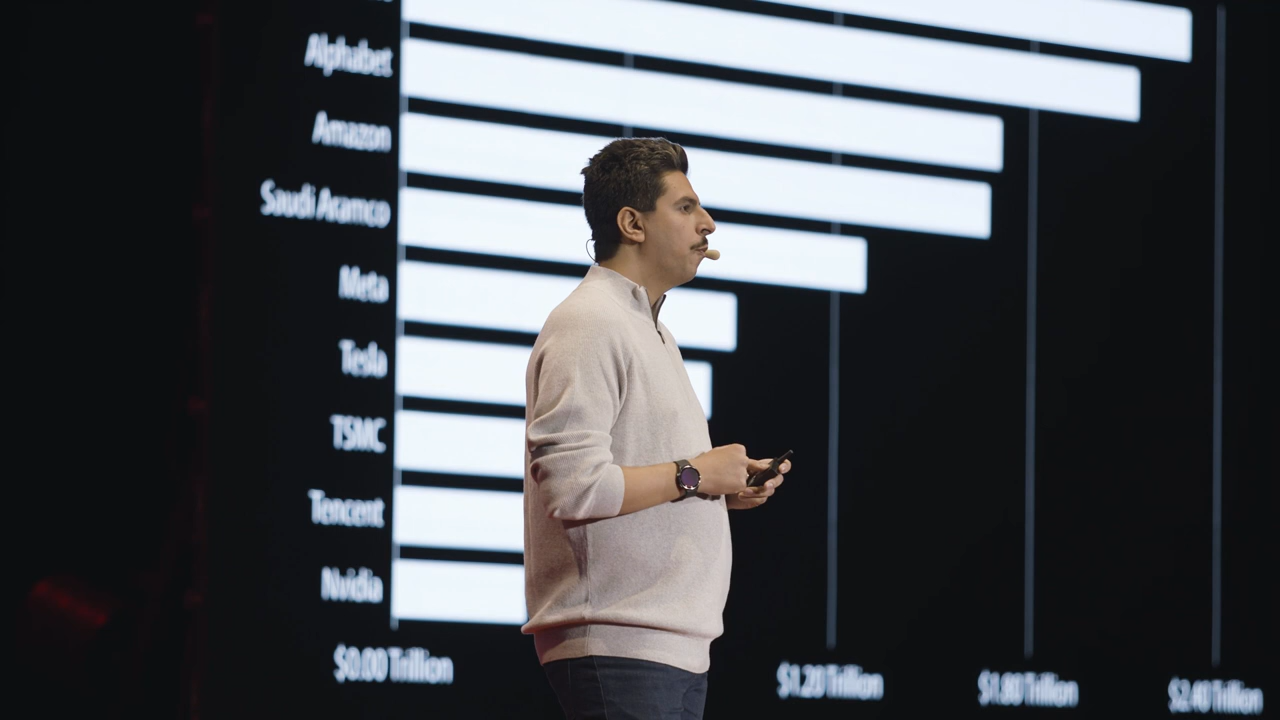 Alphabet
Amazon
Saudi Aramco
Meta
Tesla
TSMC
Tencent
Nvidia
$0.00 Trillion
$1.20 Trillion
$1.80 Trillion
$2.40 Trillion